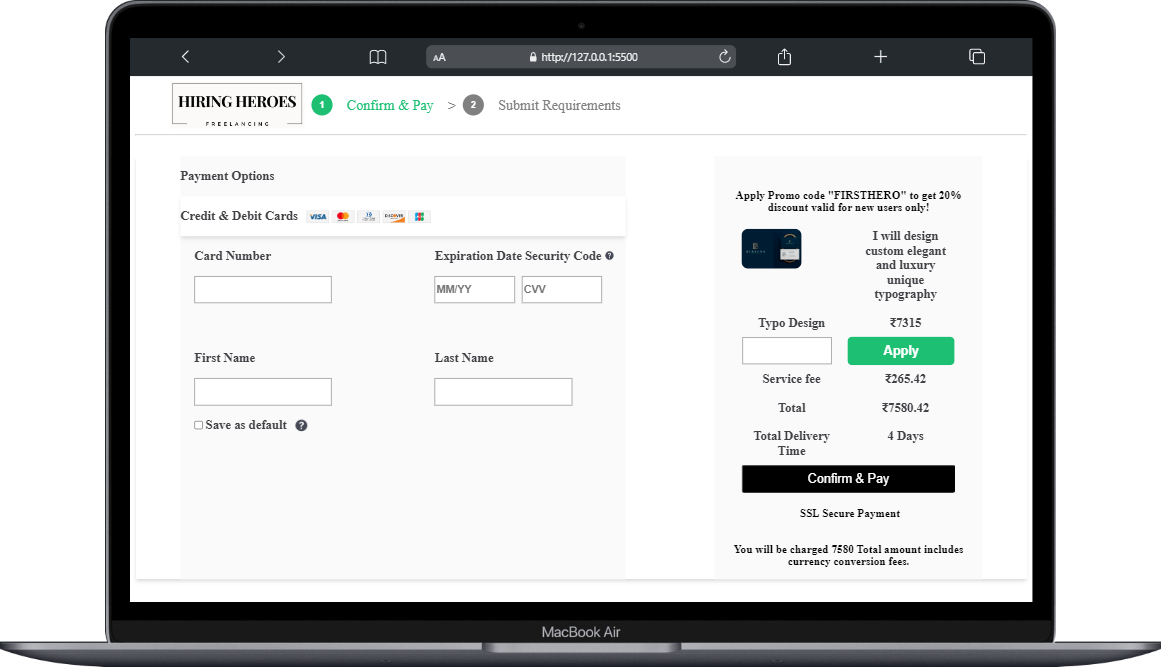 AA
http://127.0.0.1:5500
HIRING HEROES
FREELANCING
1 Confirm & Pay > 2 Submit Requirements
Payment Options
Credit & Debit Cards VISA DISCOVER
Card Number
Expiration Date Security Code ?
MM/YY
CVV
First Name
Last Name
Save as default ?
Apply Promo code "FIRSTHERO" to get 20%
discount valid for new users only!
I will design
custom elegant
and luxury
unique
typography
Typo Design ₹7315
Apply
Service fee ₹265.42
Total ₹7580.42
Total Delivery
Time
4 Days
Confirm & Pay
SSL Secure Payment
You will be charged 7580 Total amount includes
currency conversion fees.
MacBook Air